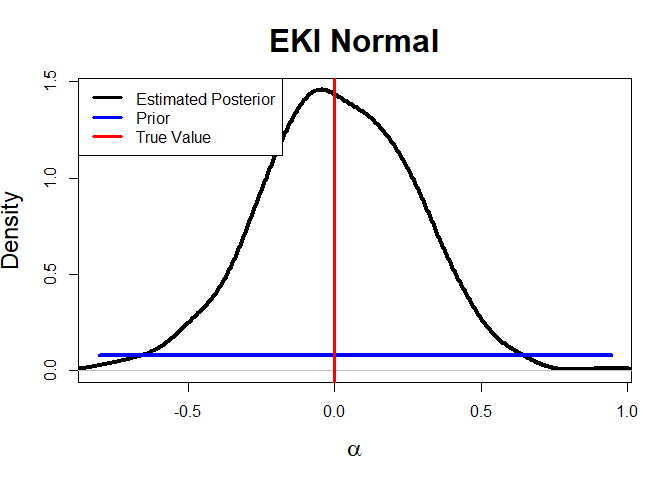 EKI Normal
Estimated Posterior
Prior
True Value
Density
1.5
1.0
0.5
0.0
-0.5
0.0
0.5
1.0
α